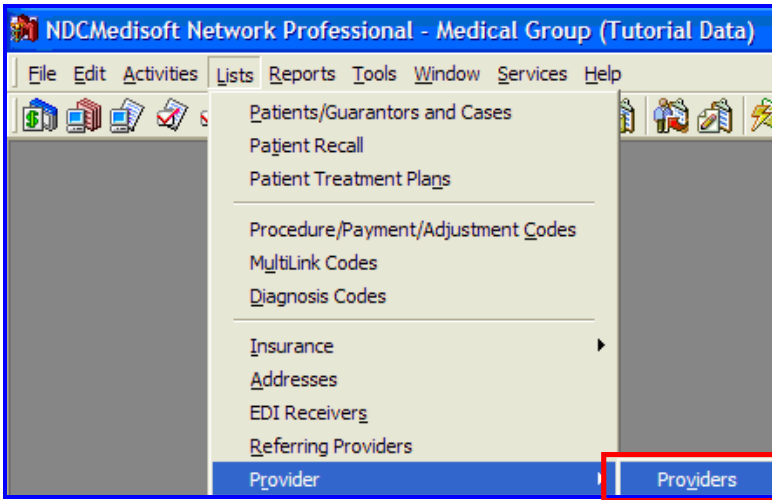 NDCMedisoft Network Professional - Medical Group (Tutorial Data)
File Edit Activities Lists Reports Tools Window Services Help
Patients/Guarantors and Cases
Patient Recall
Patient Treatment Plans
Procedure/Payment/Adjustment Codes
MultiLink Codes
Diagnosis Codes
Insurance
Addresses
EDI Receivers
Referring Providers
Provider Providers